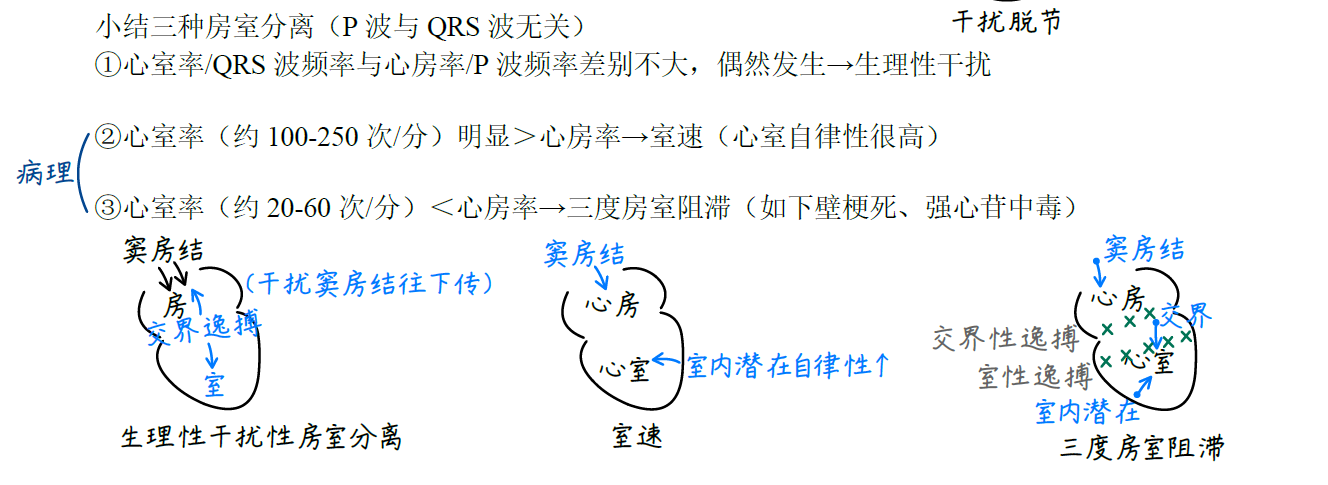 干扰脱节
小结三种房室分离（P 波与 QRS 波无关）
①心室率/QRS 波频率与心房率/P 波频率差别不大，偶然发生→生理性干扰
②心室率（约 100-250 次/分）明显＞心房率→室速（心室自律性很高）
病理
③心室率（约 20-60 次/分）＜心房率→三度房室阻滞（如下壁梗死、强心苷中毒）
窦房结
房
(干扰窦房结往下传)
交界逸搏
室
生理性干扰性房室分离
窦房结
心房
心室
室内潜在自律性↑
室速
窦房结
心房
交界
交界性逸搏
室性逸搏
心室
室内潜在
三度房室阻滞